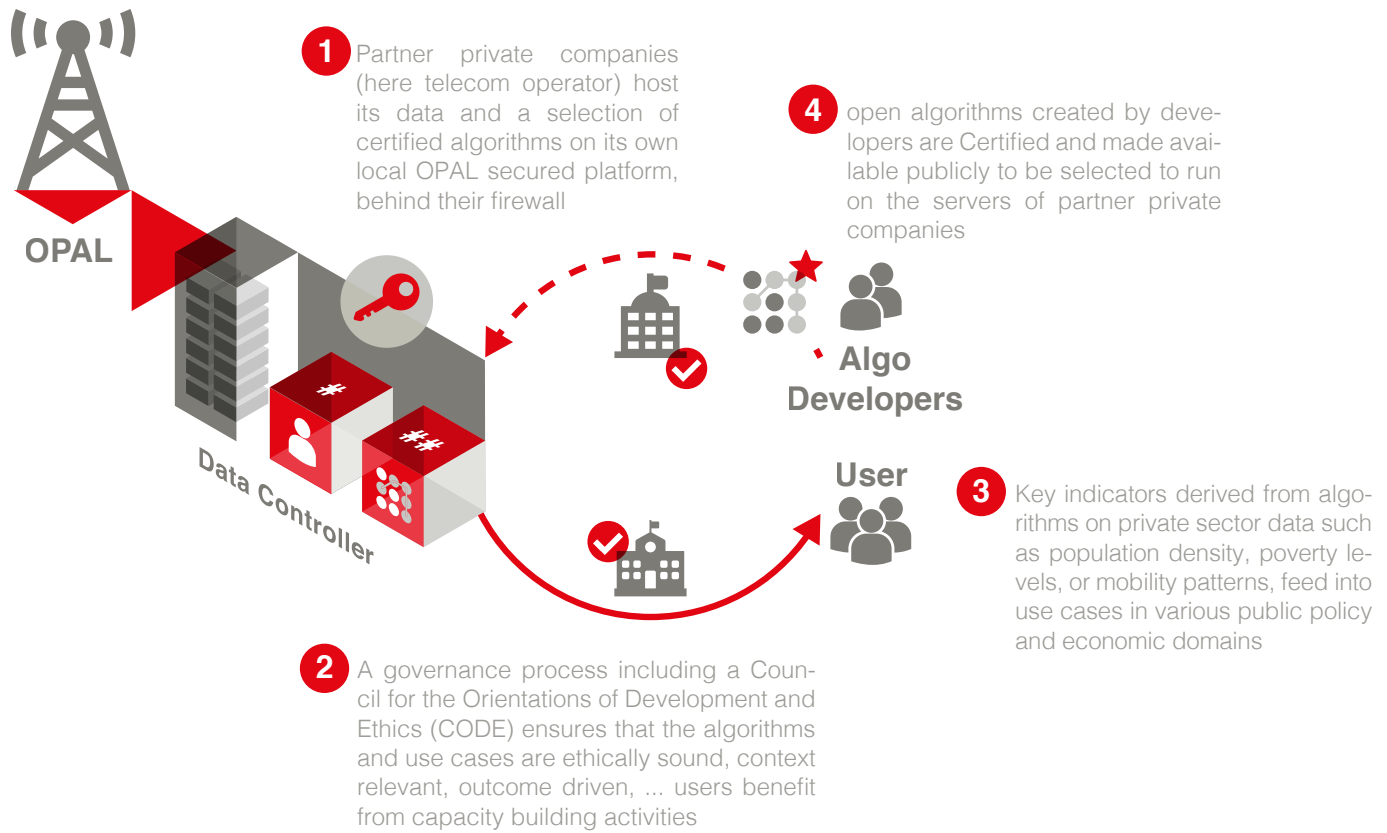 1
Partner private companies
(here telecom operator) host
its data and a selection of
certified algorithms on its own
local OPAL secured platform,
behind their firewall
4
open algorithms created by deve-
lopers are Certified and made avai-
lable publicly to be selected to run
on the servers of partner private
companies
OPAL
#
##
Data Controller
Algo
Developers
User
3
Key indicators derived from algo-
rithms on private sector data such
as population density, poverty le-
vels, or mobility patterns, feed into
use cases in various public policy
and economic domains
2
A governance process including a Coun-
cil for the Orientations of Development and
Ethics (CODE) ensures that the algorithms
and use cases are ethically sound, context
relevant, outcome driven, ... users benefit
from capacity building activities